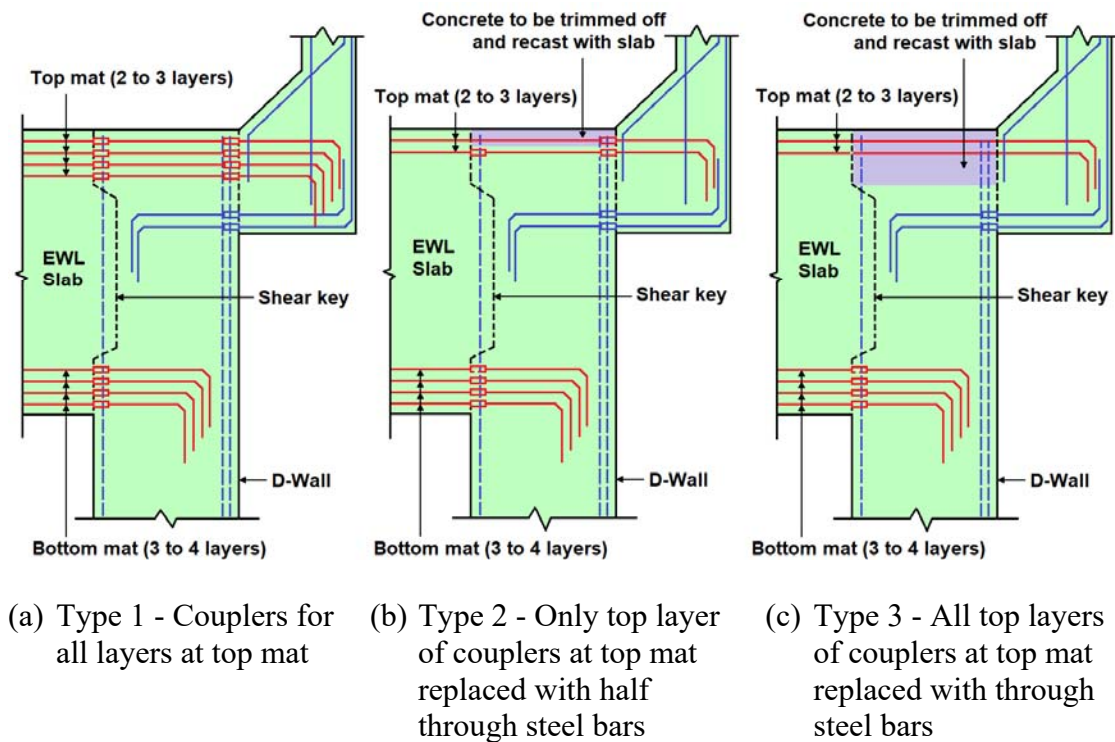 Top mat (2 to 3 layers)
EWL
Slab
Shear key
D-Wall
Bottom mat (3 to 4 layers)
Concrete to be trimmed off
and recast with slab
Top mat (2 to 3 layers)
EWL
Slab
Shear key
D-Wall
Bottom mat (3 to 4 layers)
Concrete to be trimmed off
and recast with slab
Top mat (2 to 3 layers)
EWL
Slab
Shear key
D-Wall
Bottom mat (3 to 4 layers)
(a) Type 1 - Couplers for
all layers at top mat
(b) Type 2 - Only top layer
of couplers at top mat
replaced with half
through steel bars
(c) Type 3 - All top layers
of couplers at top mat
replaced with through
steel bars